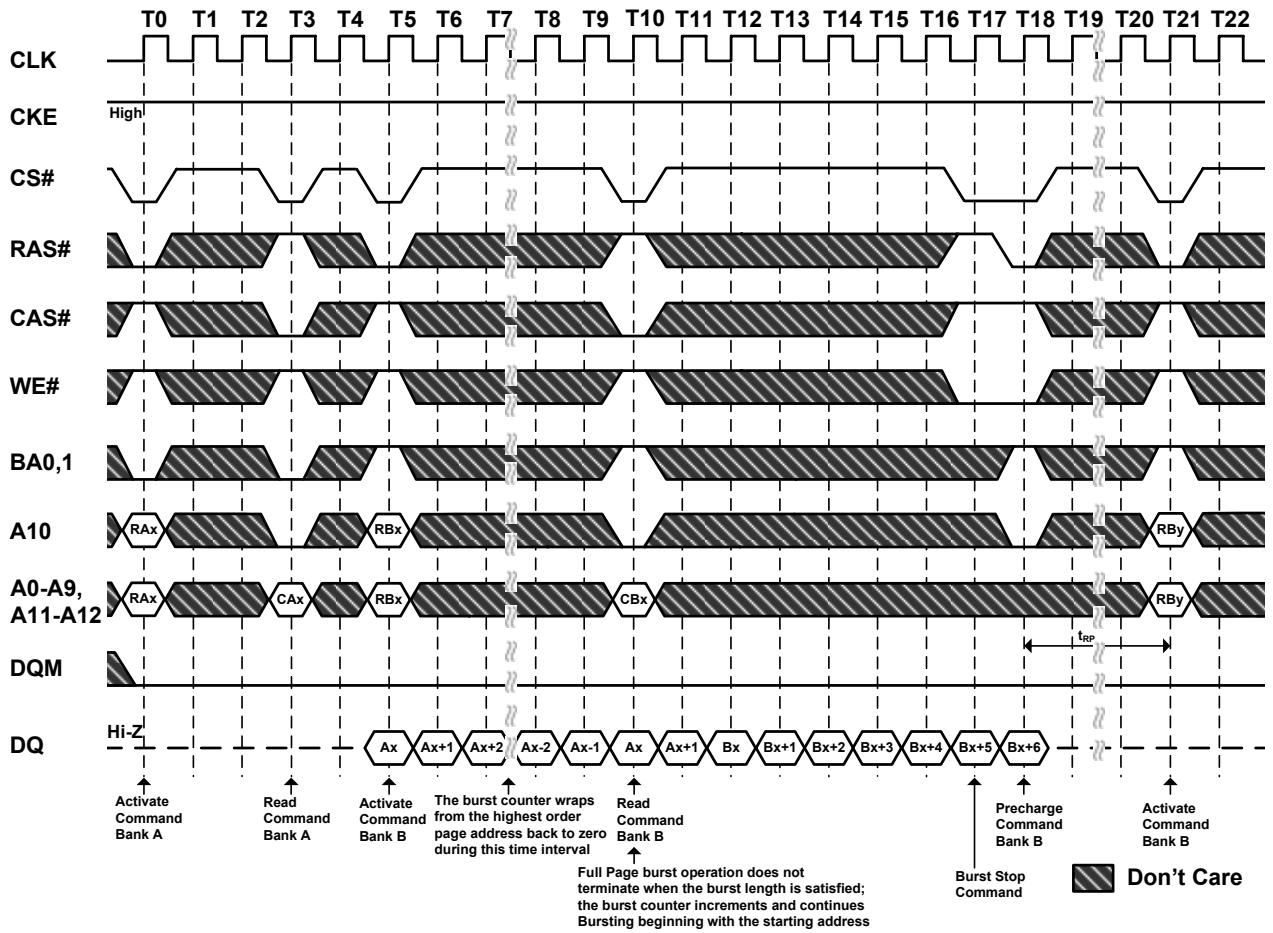 T0 T1 T2 T3 T4 T5 T6 T7 T8 T9 T10 T11 T12 T13 T14 T15 T16 T17 T18 T19 T20 T21 T22
CLK
CKE
High
CS#
RAS#
CAS#
WE#
BA0,1
A10
RAx RBx RBy
A0-A9,
A11-A12
RAx CAx RBx CBx RBy
tRP
DQM
DQ
Hi-Z
Ax Ax+1 Ax+2 Ax-2 Ax-1 Ax Ax+1 Bx Bx+1 Bx+2 Bx+3 Bx+4 Bx+5 Bx+6
Activate
Command
Bank A
Read
Command
Bank A
Activate
Command
Bank B
The burst counter wraps
from the highest order
page address back to zero
during this time interval
Read
Command
Bank B
Full Page burst operation does not
terminate when the burst length is satisfied;
the burst counter increments and continues
Bursting beginning with the starting address
Burst Stop
Command
Precharge
Command
Bank B
Activate
Command
Bank B
Don't Care